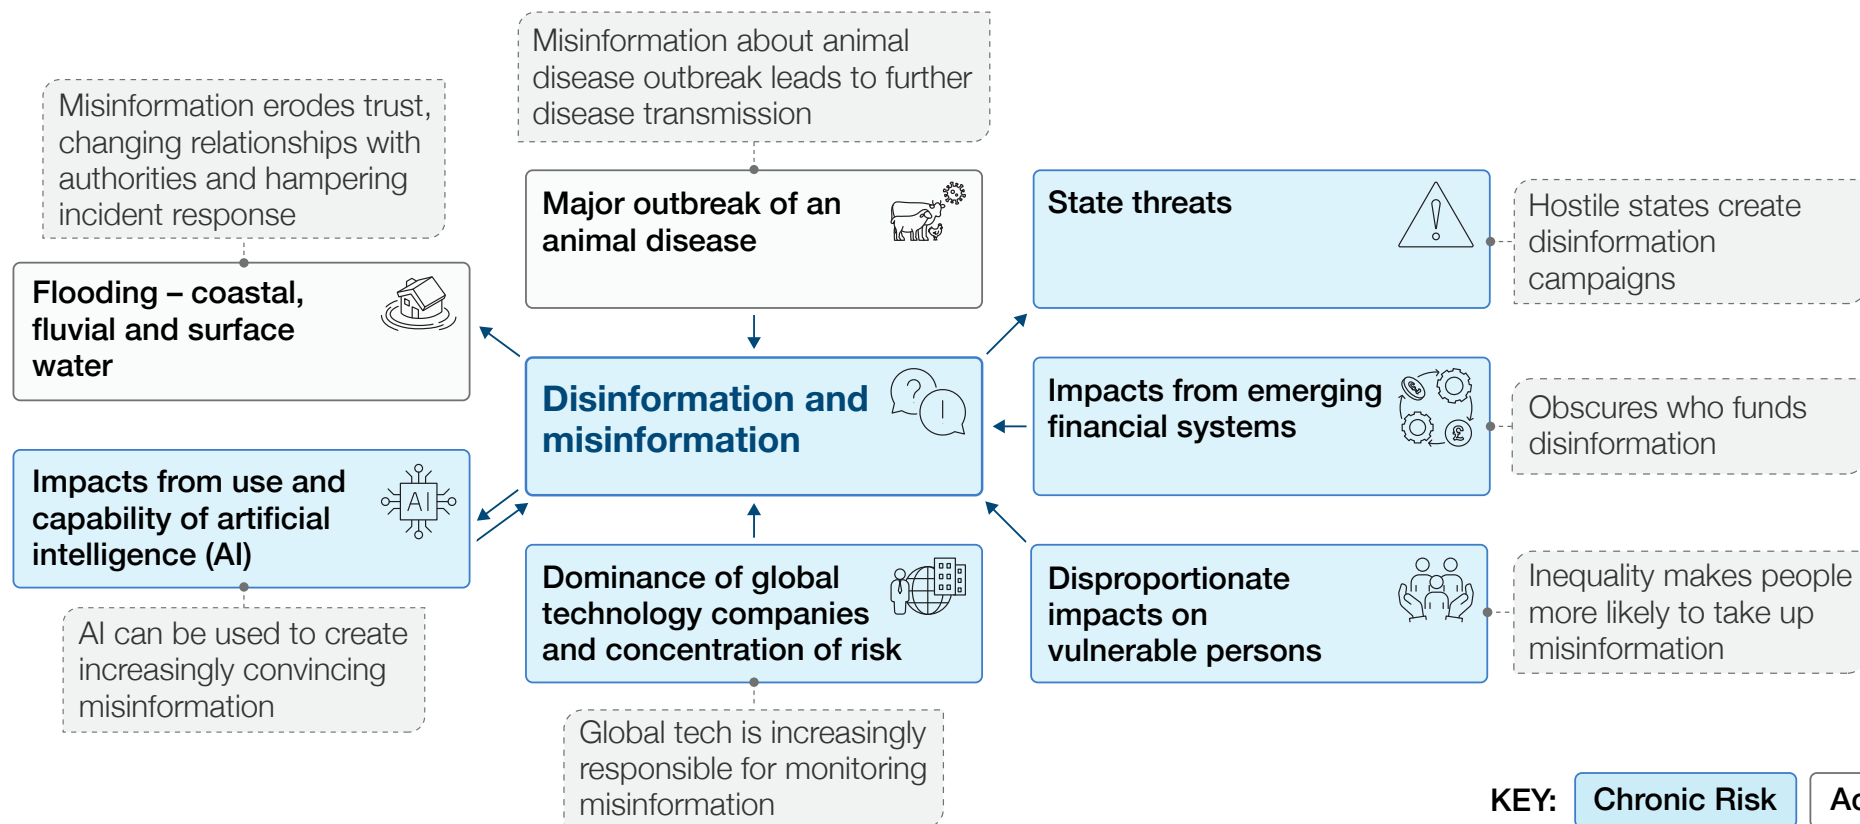 Misinformation about animal
disease outbreak leads to further
disease transmission
Misinformation erodes trust,
changing relationships with
authorities and hampering
incident response
Major outbreak of an
animal disease
State threats
Hostile states create
disinformation
campaigns
Flooding – coastal,
fluvial and surface
water
Disinformation and
misinformation
?
!
Impacts from emerging
financial systems
£
Obscures who funds
disinformation
Impacts from use and
capability of artificial
intelligence (AI)
AI
AI can be used to create
increasingly convincing
misinformation
Dominance of global
technology companies
and concentration of risk
Global tech is increasingly
responsible for monitoring
misinformation
Disproportionate
impacts on
vulnerable persons
Inequality makes people
more likely to take up
misinformation
KEY:
Chronic Risk